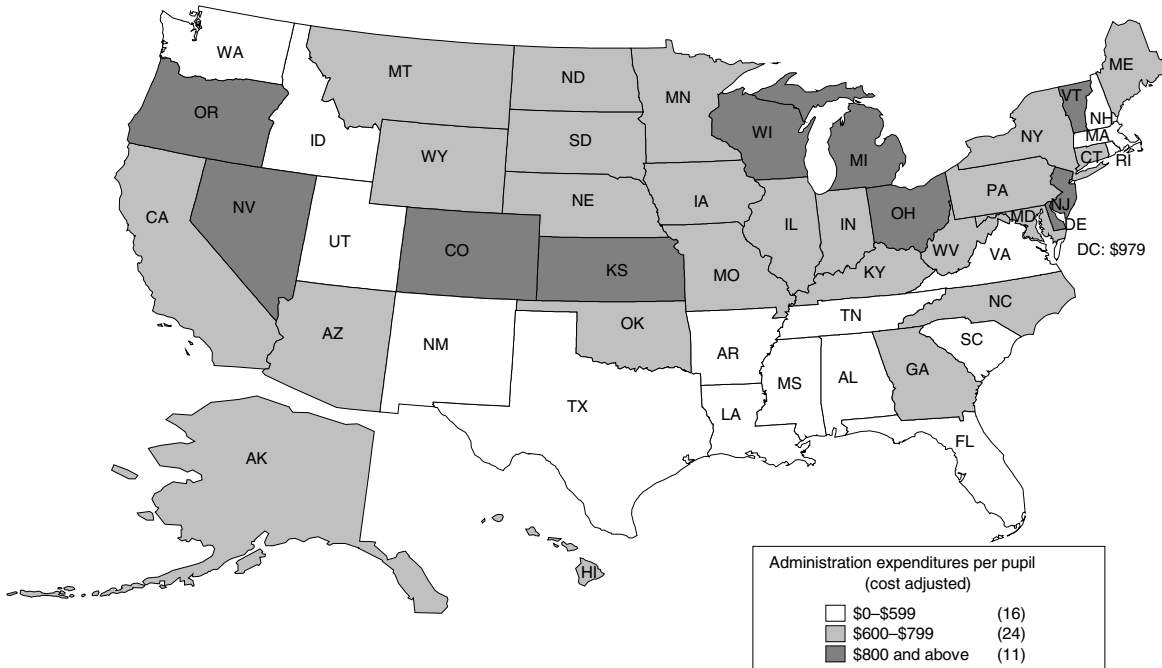 WA
MT
ND
MN
ME
OR
ID
SD
WI
VT
NH
NY
MA
WY
MI
CT
RI
IA
PA
NE
NV
CA
UT
CO
IL
IN
OH
NJ
MD
DE
WV
VA
DC: $979
KS
MO
KY
AZ
NM
OK
TN
NC
AR
SC
MS
AL
GA
TX
LA
FL
AK
HI
Administration expenditures per pupil
(cost adjusted)
$0–$599 (16)
$600–$799 (24)
$800 and above (11)